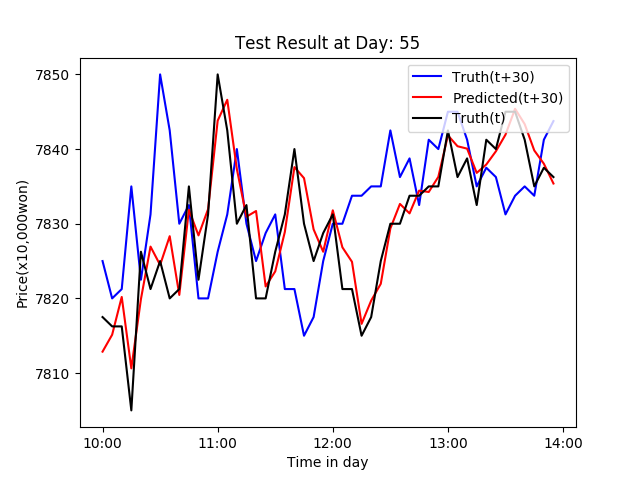 Test Result at Day: 55
Price(x10,000won)
7850
7840
7830
7820
7810
Truth(t+30)
Predicted(t+30)
Truth(t)
10:00 11:00 12:00 13:00 14:00
Time in day